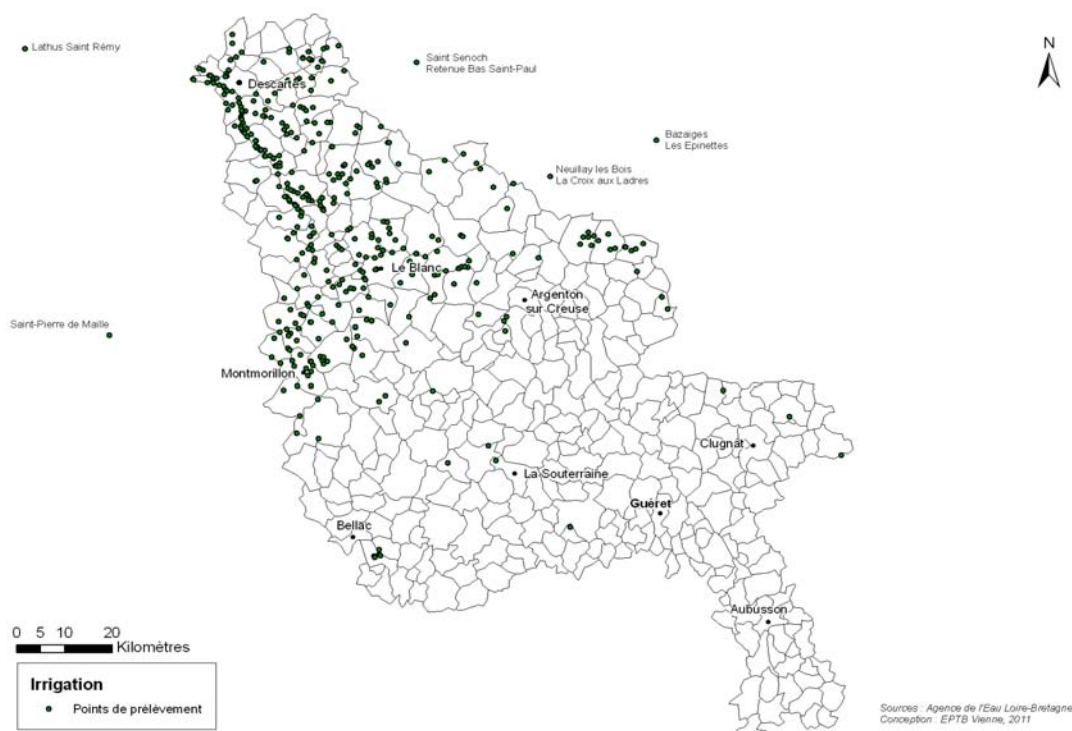 Lathus Saint Rémy
Saint Senoch
Retenue Bas Saint-Paul
N
Descartes
Bazaiges
Les Epinettes
Neuillay les Bois
La Croix aux Ladres
Le Blanc
Argenton
sur Creuse
Saint-Pierre de Maille
Montmorillon
Clugnat
La Souterraine
Guéret
Bellac
Aubusson
0 5 10 20
Kilomètres
Irrigation
Points de prélèvement
Sources : Agence de l'Eau Loire-Bretagne
Conception : EPTB Vienne, 2011